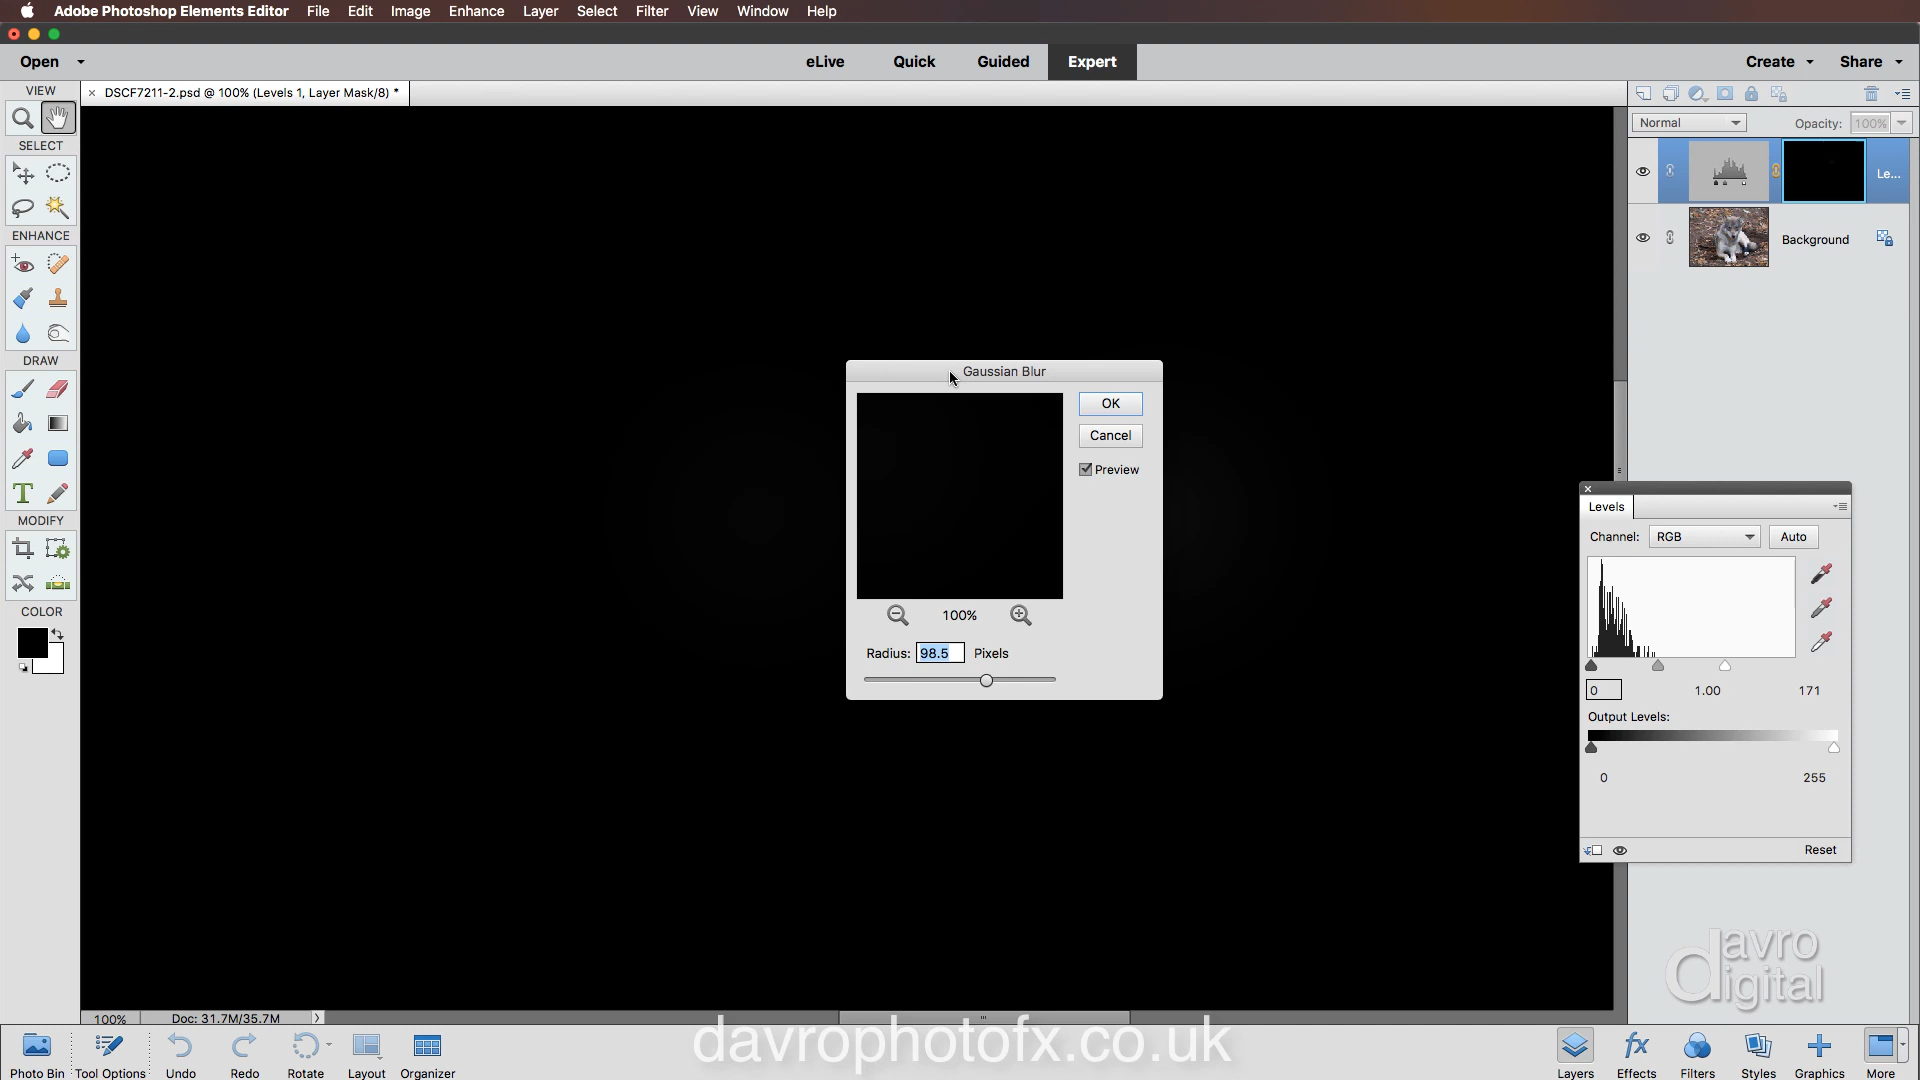 Adobe Photoshop Elements Editor File Edit Image Enhance Layer Select Filter View Window Help
Open eLive Quick Guided Expert Create Share
VIEW
× DSCF7211-2.psd @ 100% (Levels 1, Layer Mask/8) *
Normal Opacity: 100%
SELECT
Le...
Background
ENHANCE
DRAW
MODIFY
COLOR
Gaussian Blur
OK
Cancel
Preview
100%
Radius: 98.5 Pixels
Levels
Channel: RGB Auto
0 1.00 171
Output Levels:
0 255
Reset
davro
digital
100% Doc: 31.7M/35.7M
davrophotofx.co.uk
Photo Bin Tool Options Undo Redo Rotate Layout Organizer Layers Effects Filters Styles Graphics More